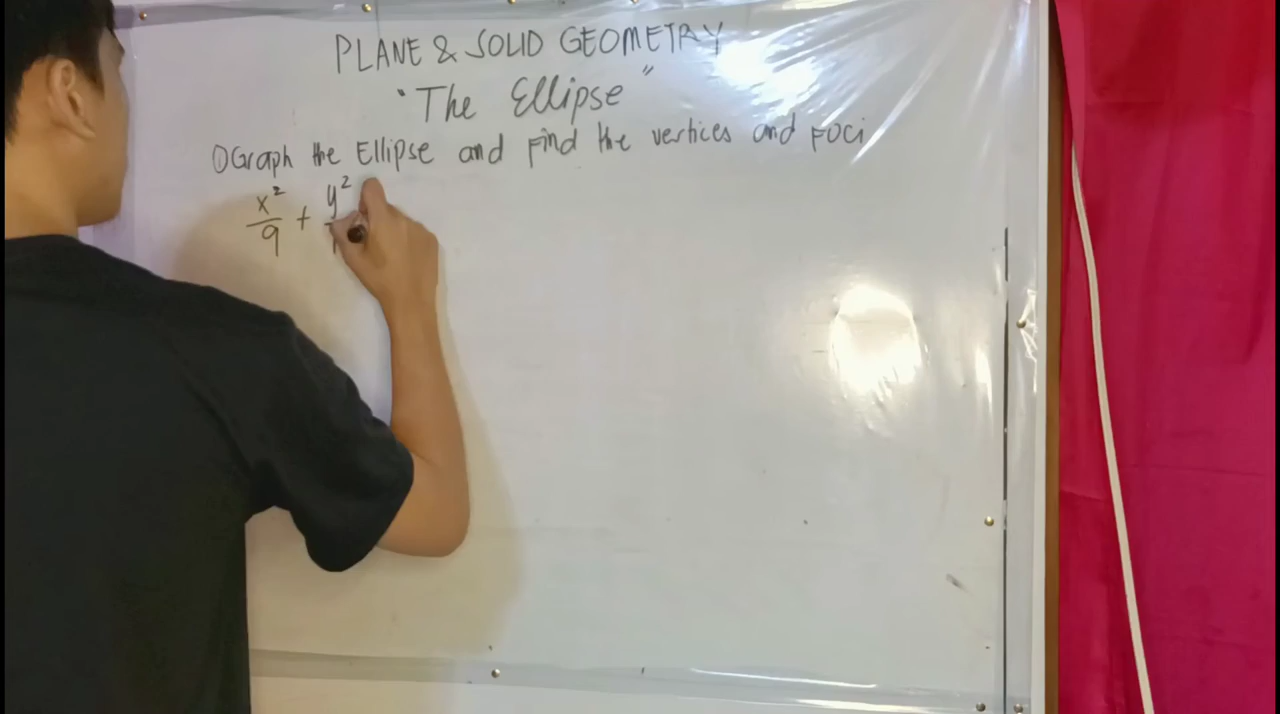 PLANE & SOLID GEOMETRY
"The Ellipse"
① Graph the Ellipse and Find the vertices and Foci
x²/9 + y²